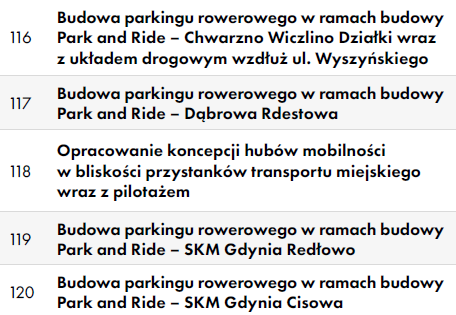 116
Budowa parkingu rowerowego w ramach budowy
Park and Ride – Chwarzno Wiczlino Działki wraz
z układem drogowym wzdłuż ul. Wyszyńskiego
117
Budowa parkingu rowerowego w ramach budowy
Park and Ride – Dąbrowa Rdestowa
118
Opracowanie koncepcji hubów mobilności
w bliskości przystanków transportu miejskiego
wraz z pilotażem
119
Budowa parkingu rowerowego w ramach budowy
Park and Ride – SKM Gdynia Redłowo
120
Budowa parkingu rowerowego w ramach budowy
Park and Ride – SKM Gdynia Cisowa